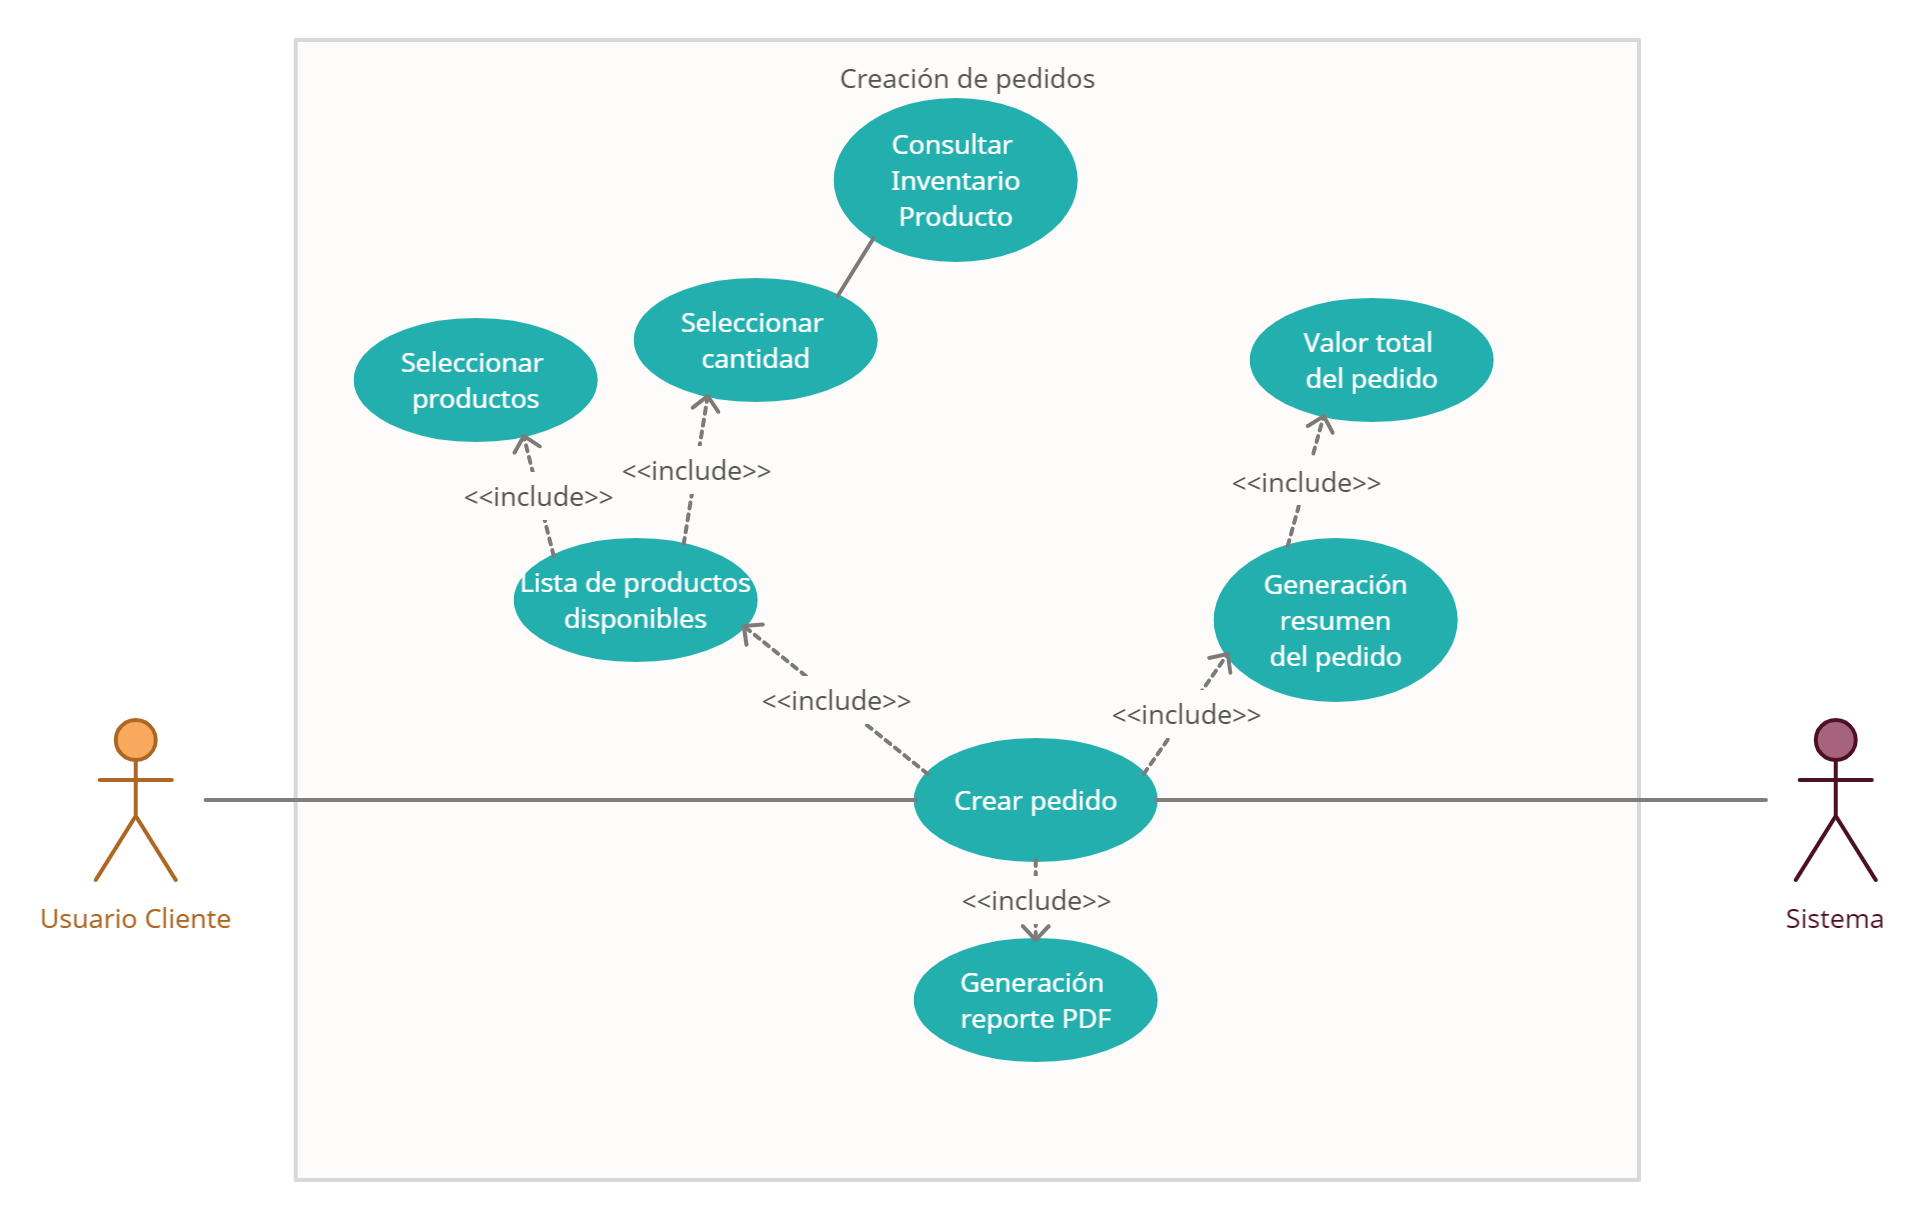 Creación de pedidos
Consultar
Inventario
Producto
Seleccionar
cantidad
Seleccionar
productos
Valor total
del pedido
<<include>>
<<include>>
<<include>>
Lista de productos
disponibles
Generación
resumen
del pedido
<<include>>
<<include>>
Crear pedido
<<include>>
Usuario Cliente
Sistema
Generación
reporte PDF